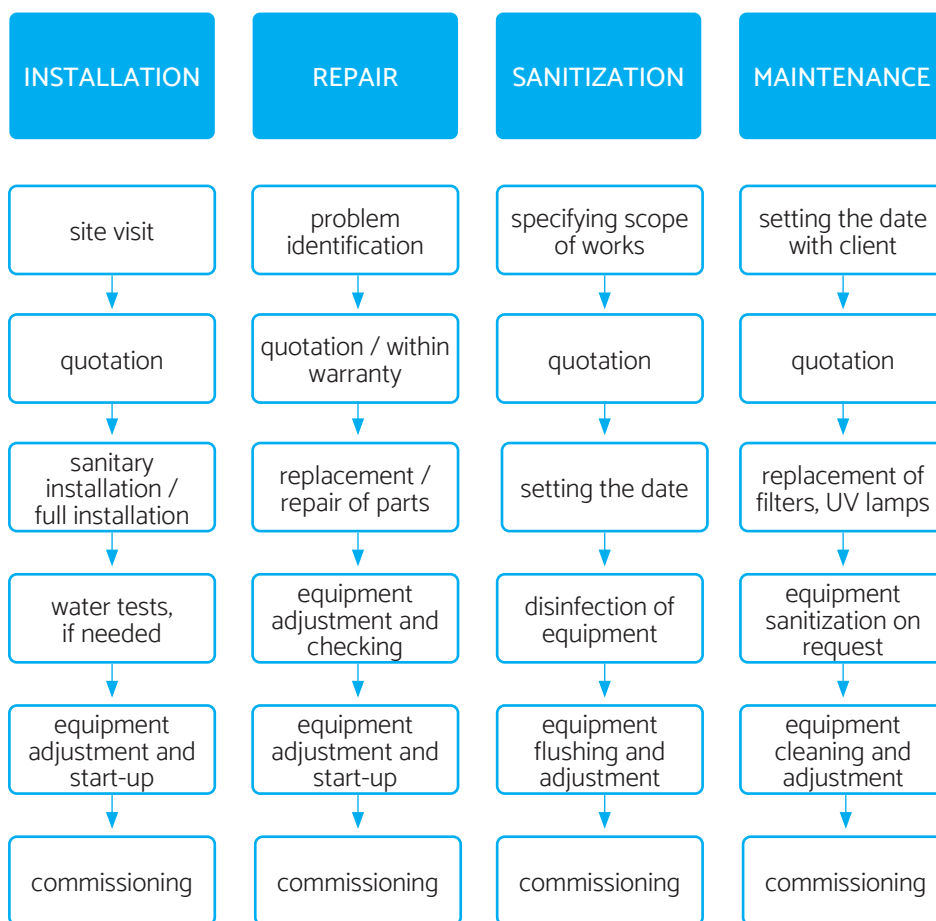 INSTALLATION
site visit
quotation
sanitary
installation /
full installation
water tests,
if needed
equipment
adjustment and
start-up
commissioning
REPAIR
problem
identification
quotation / within
warranty
replacement /
repair of parts
equipment
adjustment and
checking
equipment
adjustment and
start-up
commissioning
SANITIZATION
specifying scope
of works
quotation
setting the date
disinfection of
equipment
equipment
flushing and
adjustment
commissioning
MAINTENANCE
setting the date
with client
quotation
replacement of
filters, UV lamps
equipment
sanitization on
request
equipment
cleaning and
adjustment
commissioning